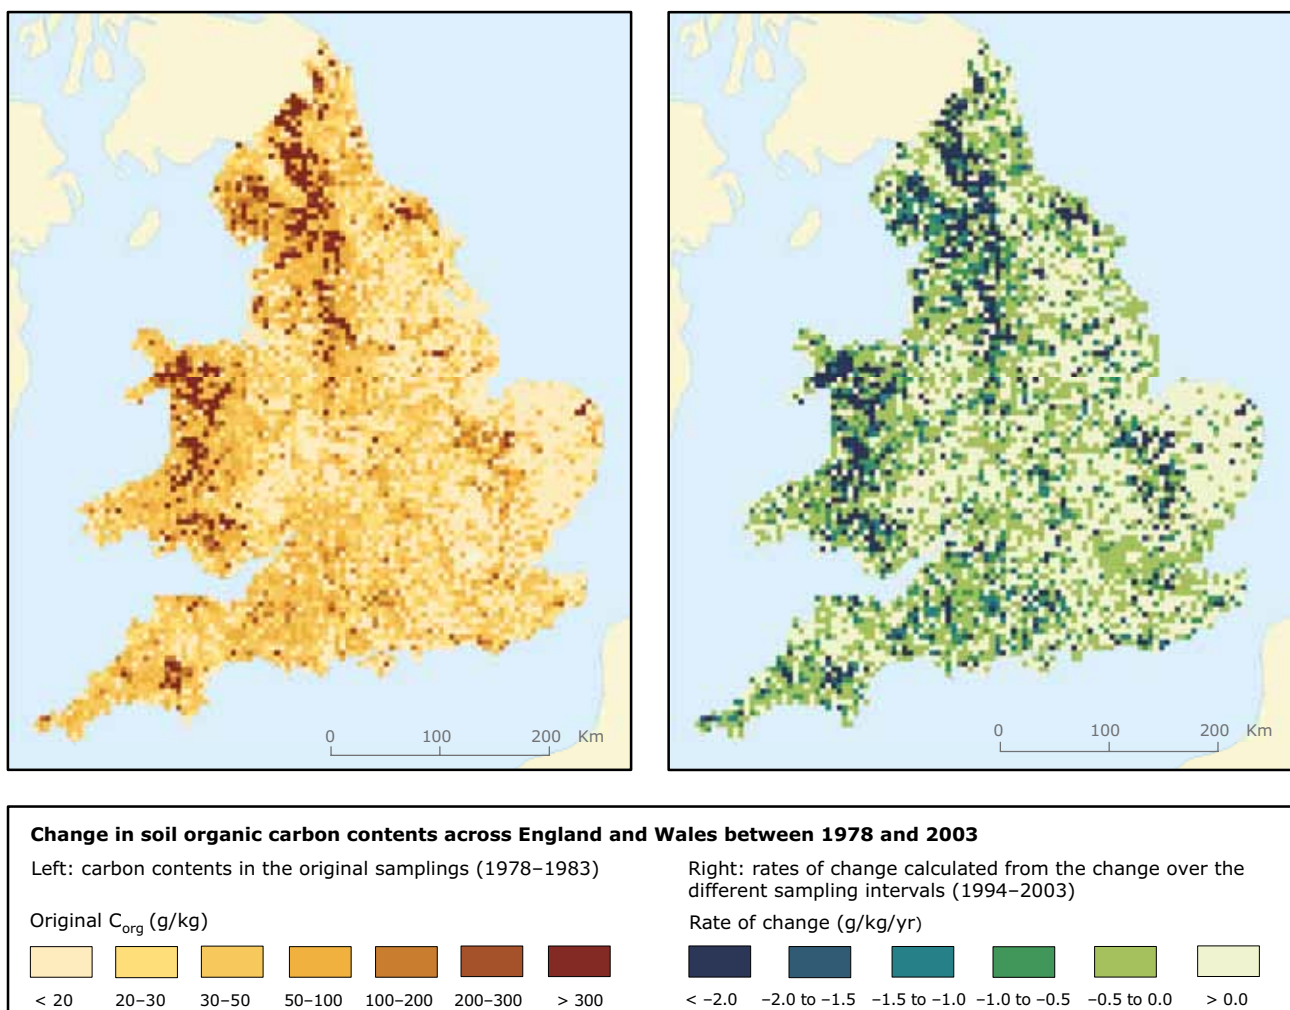 0 100 200 Km
0 100 200 Km
Change in soil organic carbon contents across England and Wales between 1978 and 2003
Left: carbon contents in the original samplings (1978–1983)
Original Corg (g/kg)
< 20 20–30 30–50 50–100 100–200 200–300 > 300
Right: rates of change calculated from the change over the
different sampling intervals (1994–2003)
Rate of change (g/kg/yr)
< –2.0 –2.0 to –1.5 –1.5 to –1.0 –1.0 to –0.5 –0.5 to 0.0 > 0.0